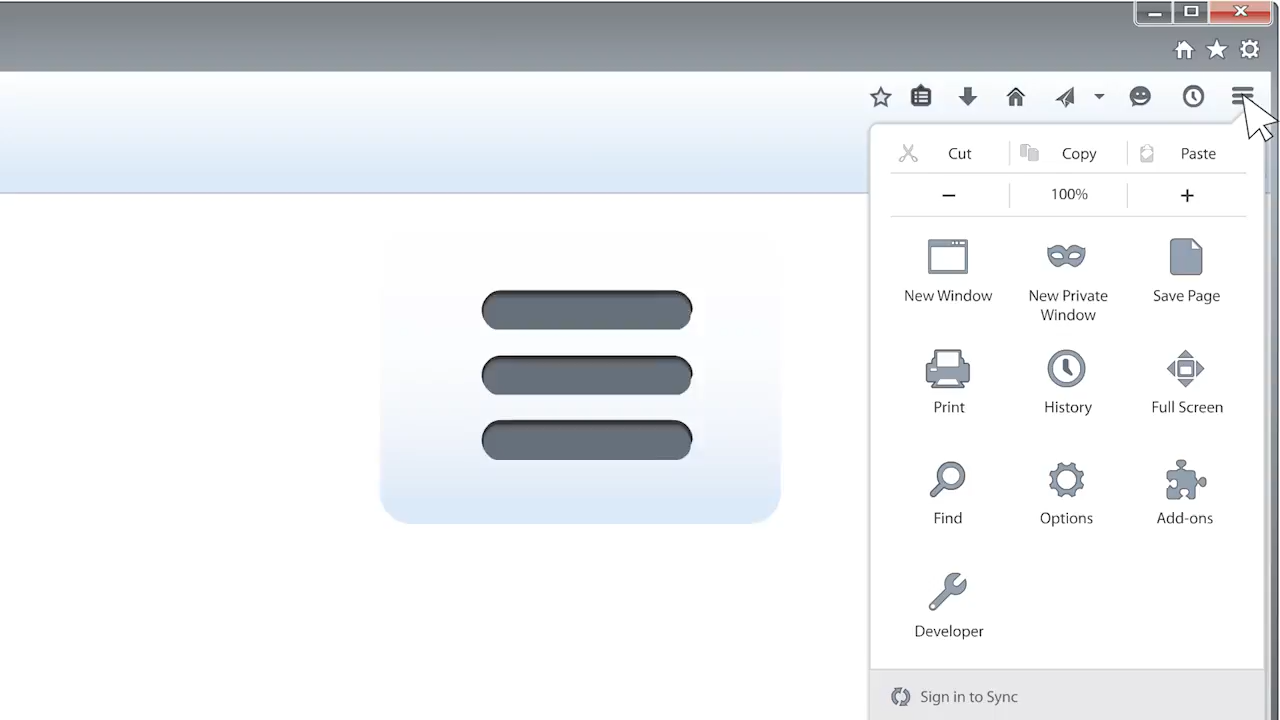 Cut Copy Paste
− 100% +
New Window New Private Window Save Page
Print History Full Screen
Find Options Add-ons
Developer
Sign in to Sync